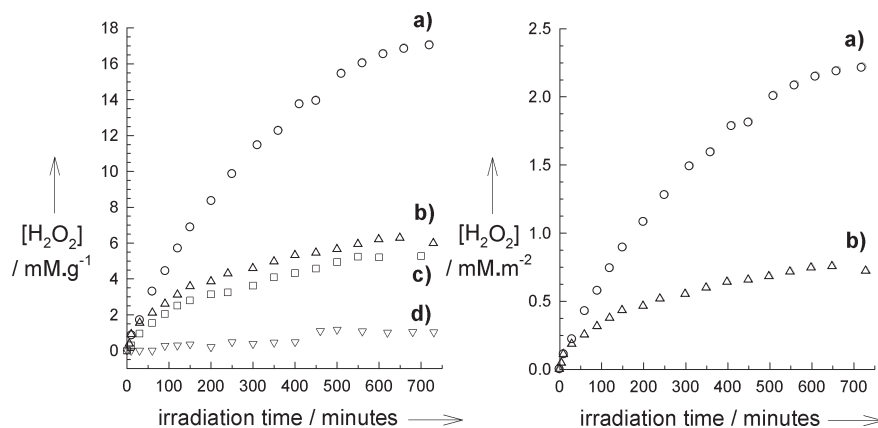 18
16
14
12
10
8
6
4
2
0
[H₂O₂]
/ mM.g⁻¹
a)
b)
c)
d)
0 100 200 300 400 500 600 700
irradiation time / minutes
2.5
2.0
1.5
1.0
0.5
0.0
[H₂O₂]
/ mM.m⁻²
a)
b)
0 100 200 300 400 500 600 700
irradiation time / minutes